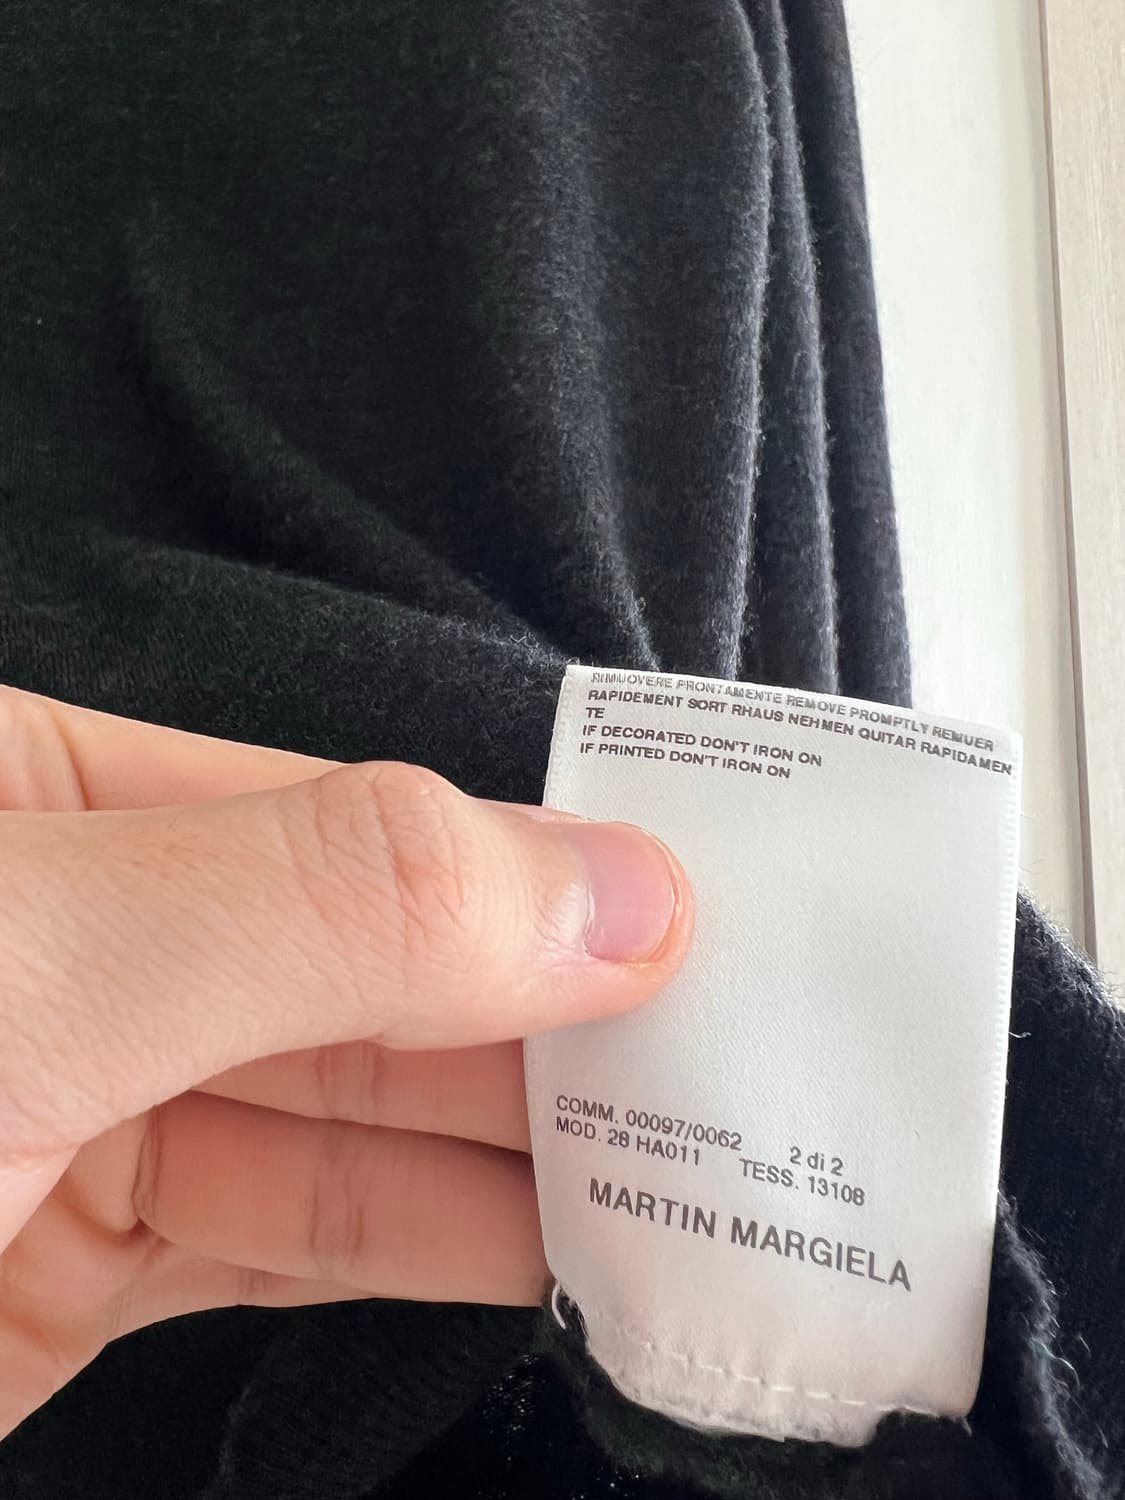 RIMUOVERE PRONTAMENTE REMOVE PROMPTLY REMUER
RAPIDEMENT SORT RHAUS NEHMEN QUITAR RAPIDAMEN
TE
IF DECORATED DON'T IRON ON
IF PRINTED DON'T IRON ON
COMM. 00097/0062 2 di 2
MOD. 28 HA011 TESS. 13108
MARTIN MARGIELA